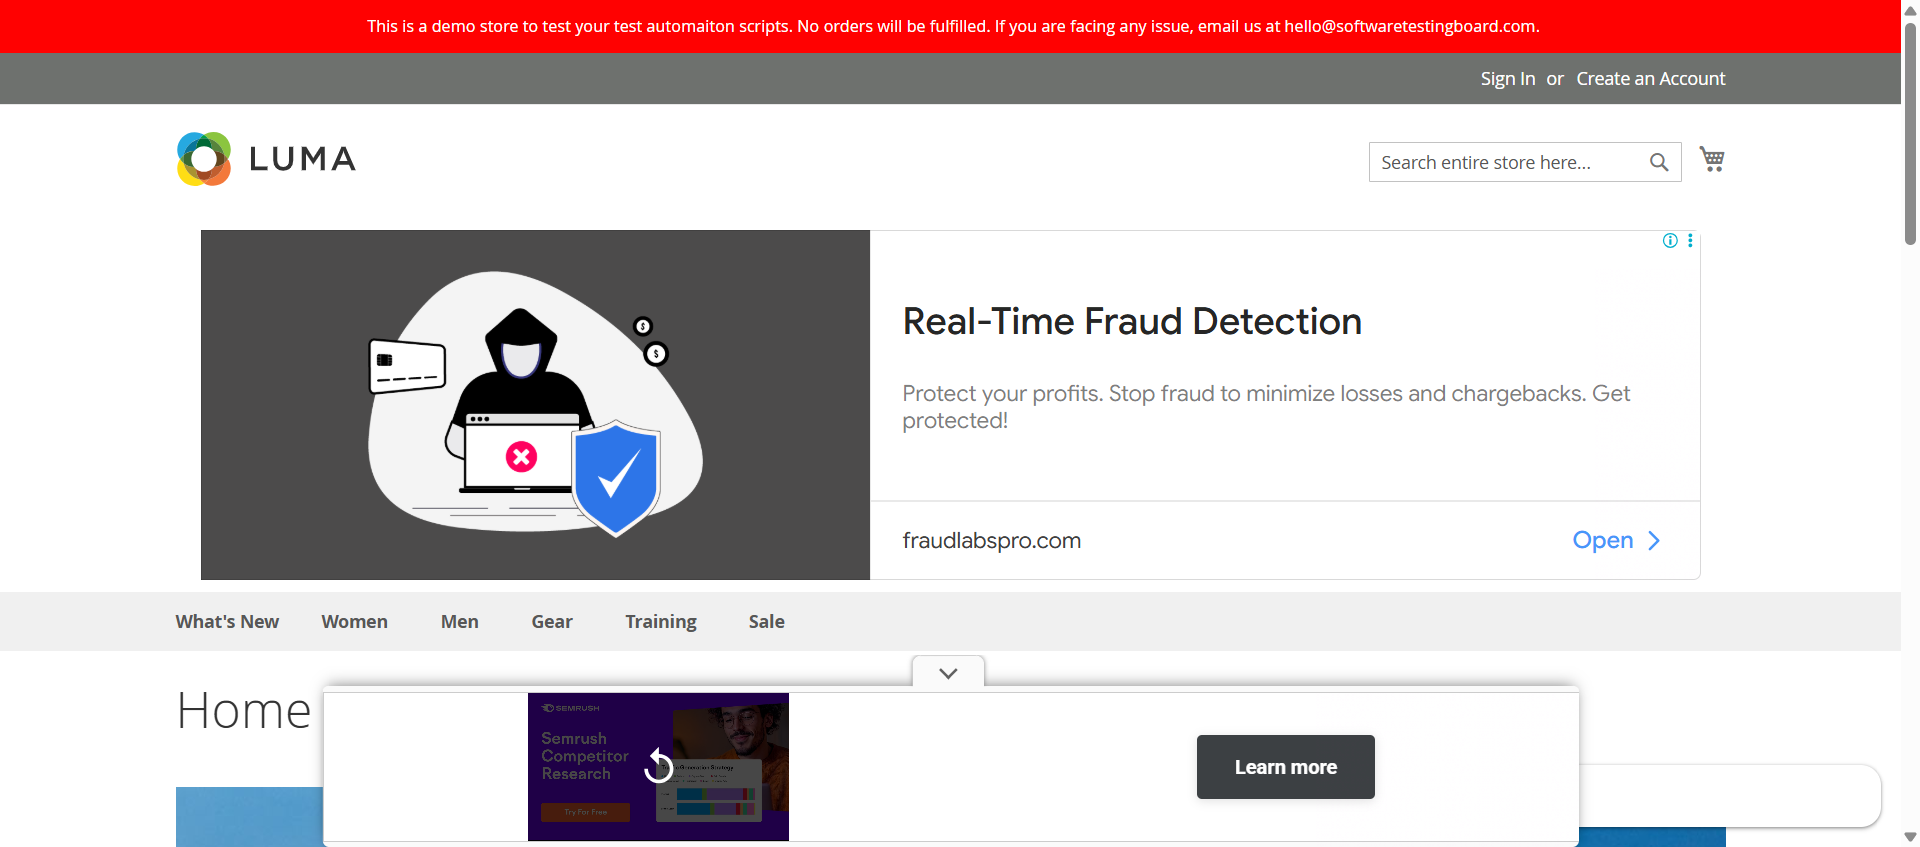 This is a demo store to test your test automaiton scripts. No orders will be fulfilled. If you are facing any issue, email us at hello@softwaretestingboard.com.
Sign In or Create an Account
LUMA
Search entire store here...
Real-Time Fraud Detection
Protect your profits. Stop fraud to minimize losses and chargebacks. Get
protected!
fraudlabspro.com
Open
What's New Women Men Gear Training Sale
Home
SEMRUSH
Semrush
Competitor
Research
Try For Free
Learn more